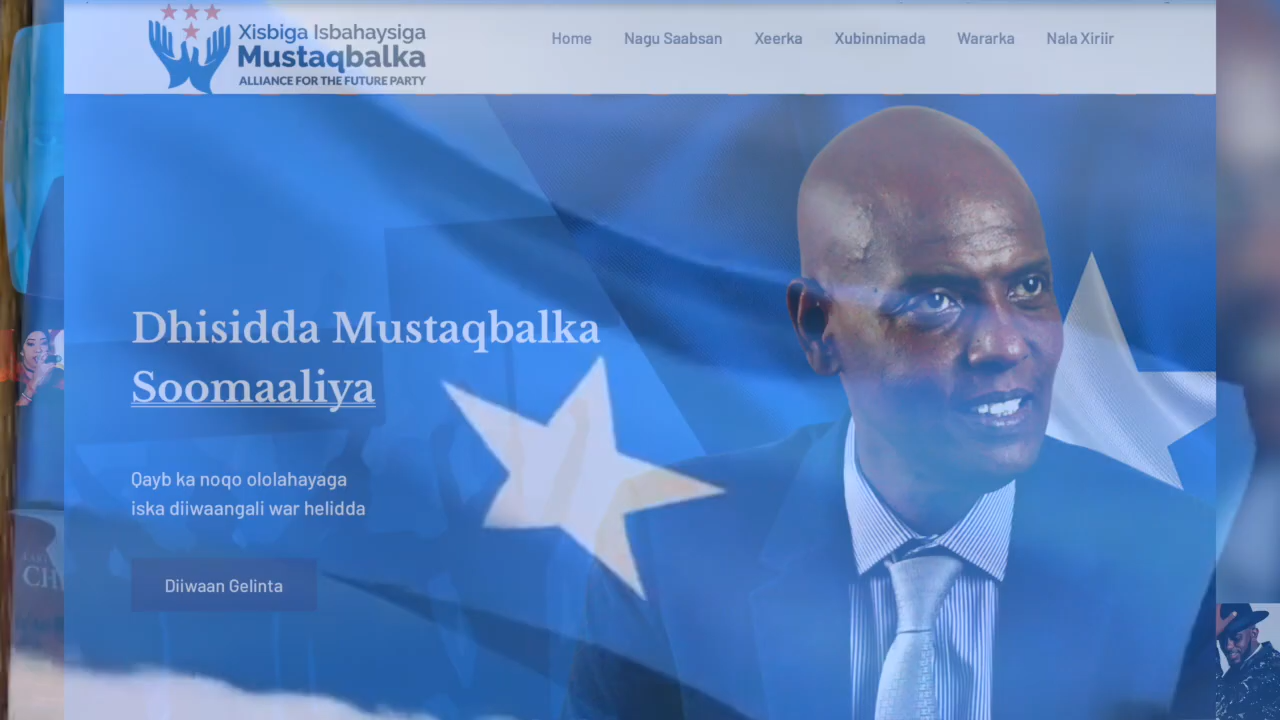 Xisbiga Isbahaysiga
Mustaqbalka
ALLIANCE FOR THE FUTURE PARTY
Home Nagu Saabsan Xeerka Xubinnimada Wararka Nala Xiriir
Dhisidda Mustaqbalka
Soomaaliya
Qayb ka noqo ololahayaga
iska diiwaangali war helidda
Diiwaan Gelinta